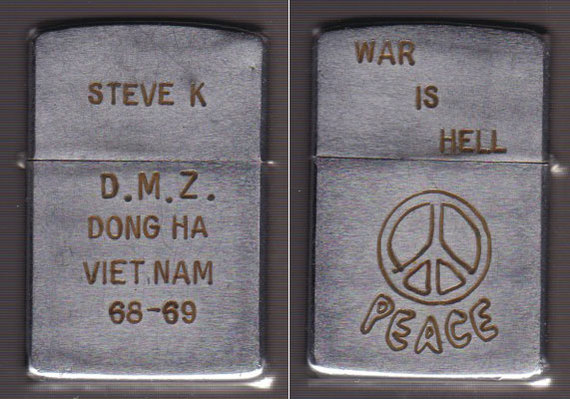 STEVE K
D.M.Z.
DONG HA
VIET.NAM
68-69
WAR
IS
HELL
PEACE